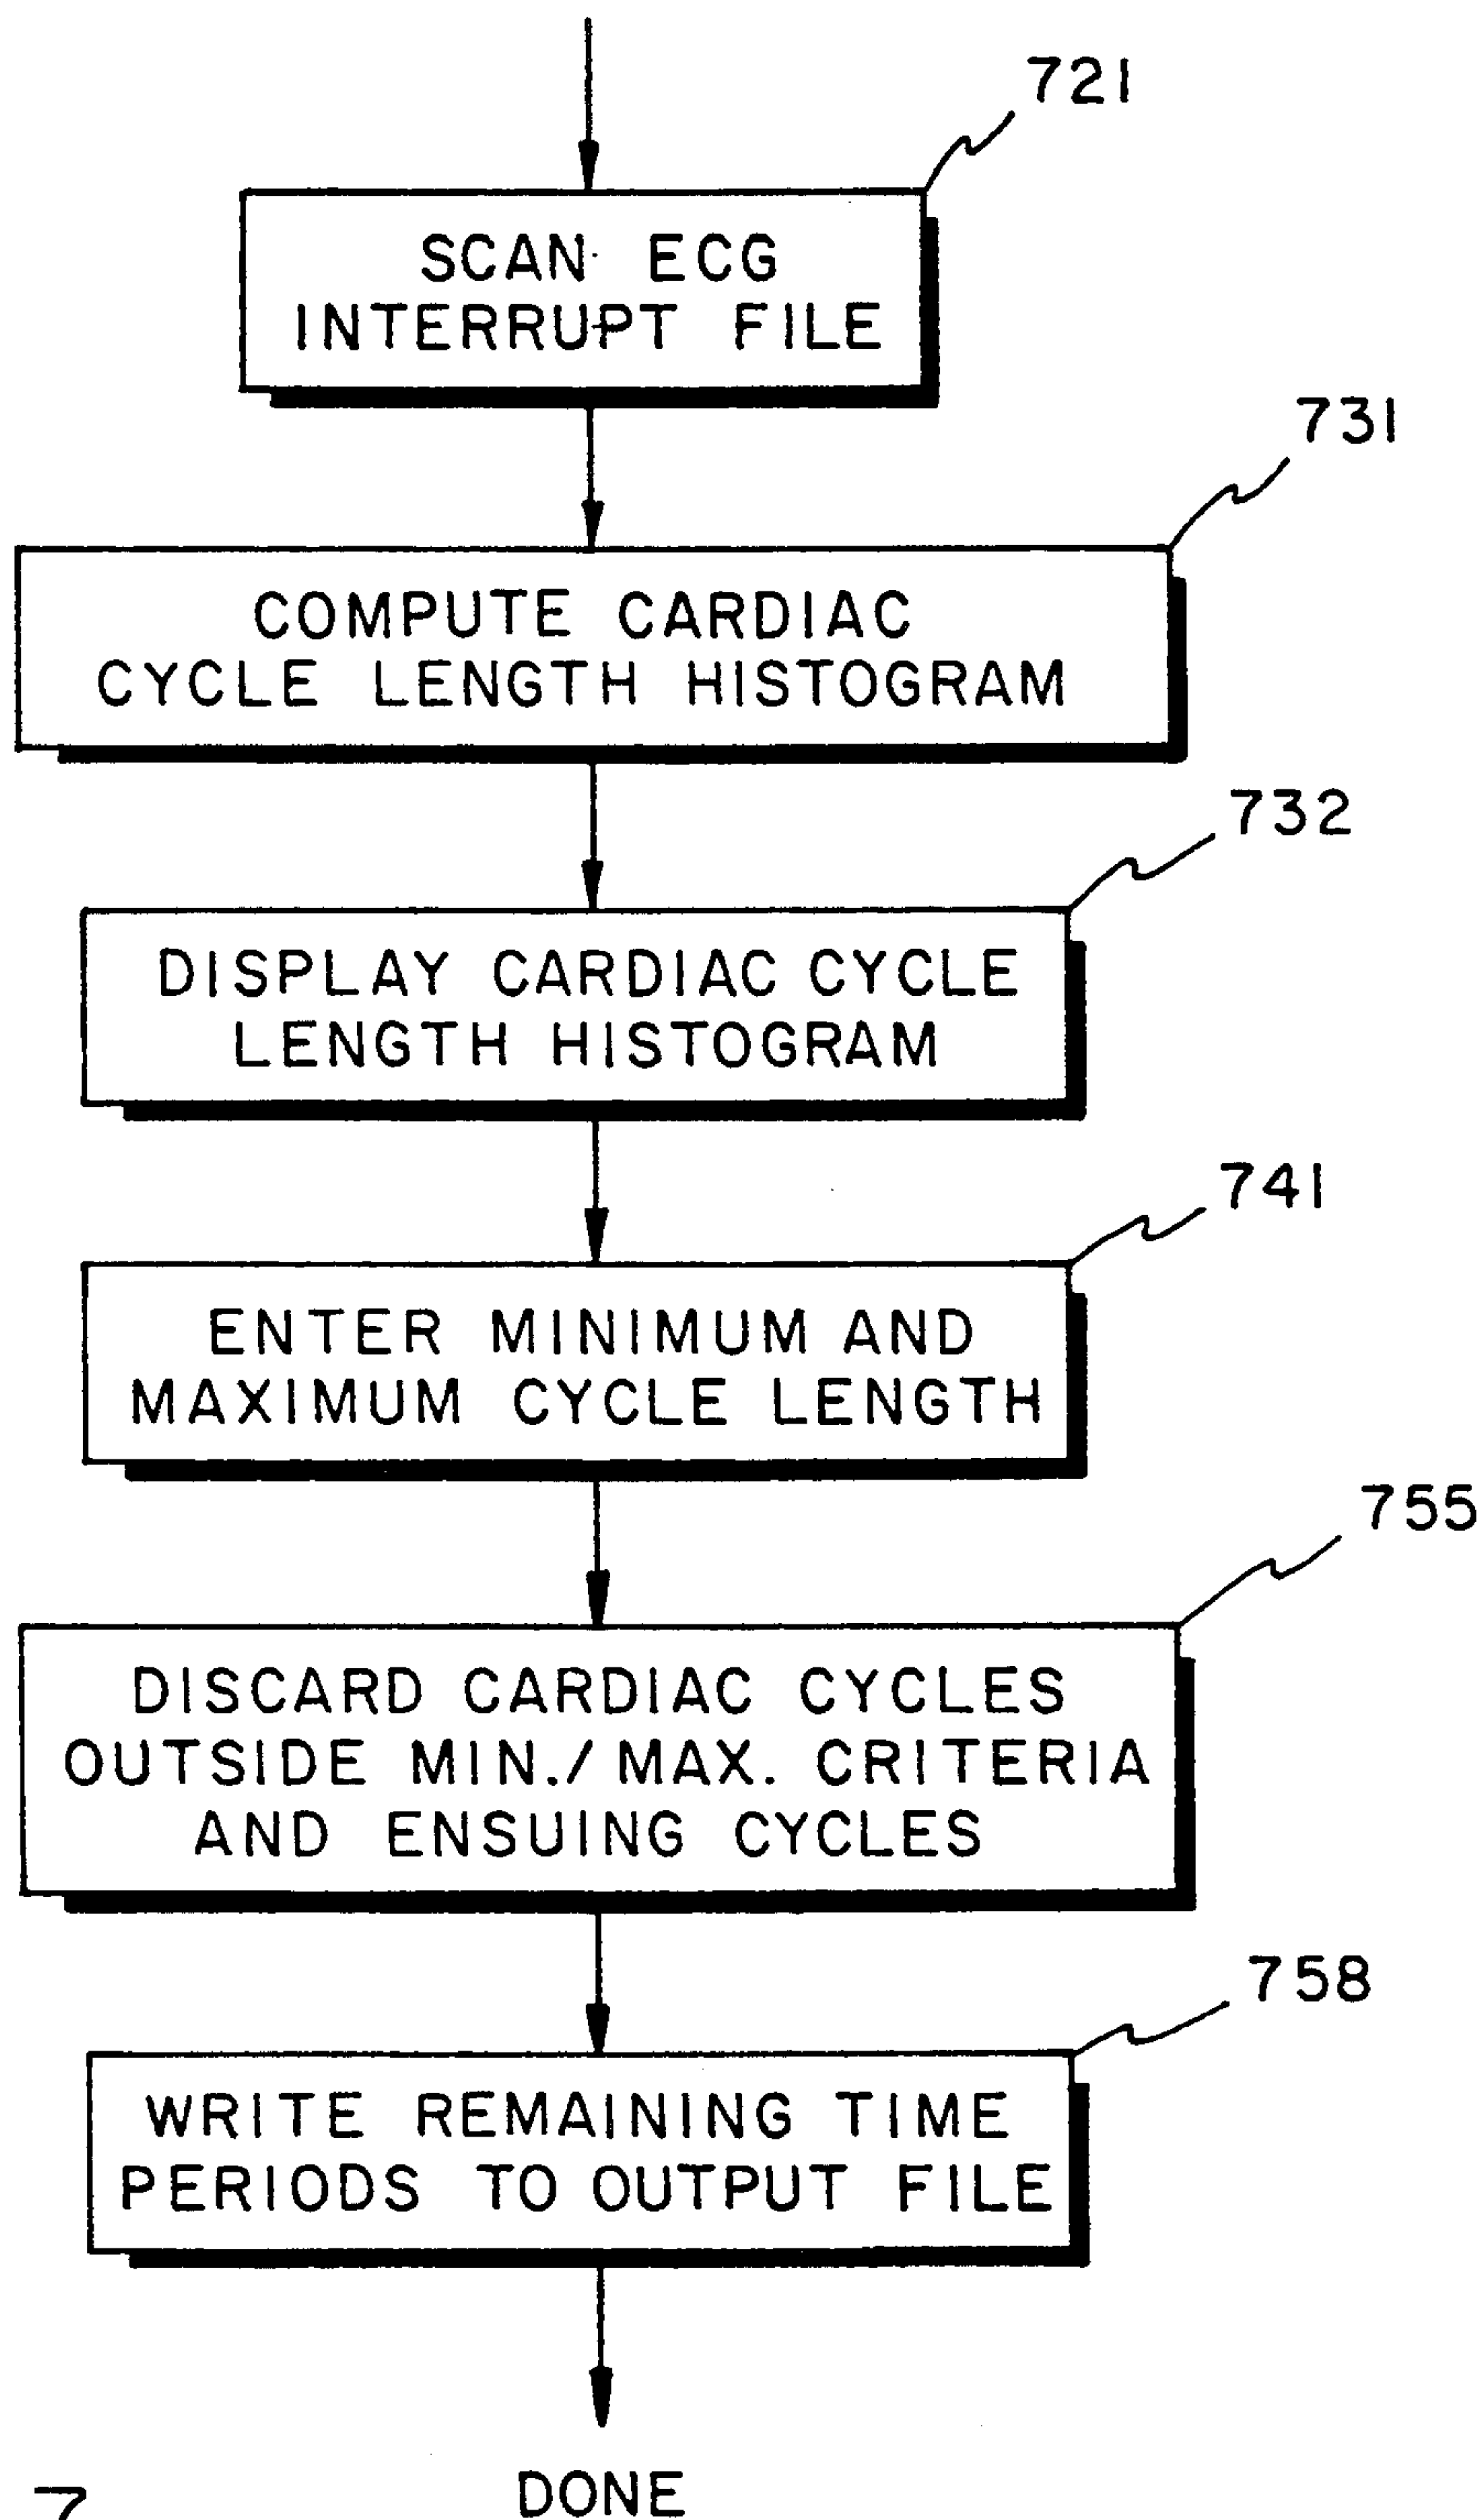 721
SCAN ECG
INTERRUPT FILE
731
COMPUTE CARDIAC
CYCLE LENGTH HISTOGRAM
732
DISPLAY CARDIAC CYCLE
LENGTH HISTOGRAM
741
ENTER MINIMUM AND
MAXIMUM CYCLE LENGTH
755
DISCARD CARDIAC CYCLES
OUTSIDE MIN./MAX. CRITERIA
AND ENSUING CYCLES
758
WRITE REMAINING TIME
PERIODS TO OUTPUT FILE
DONE
7